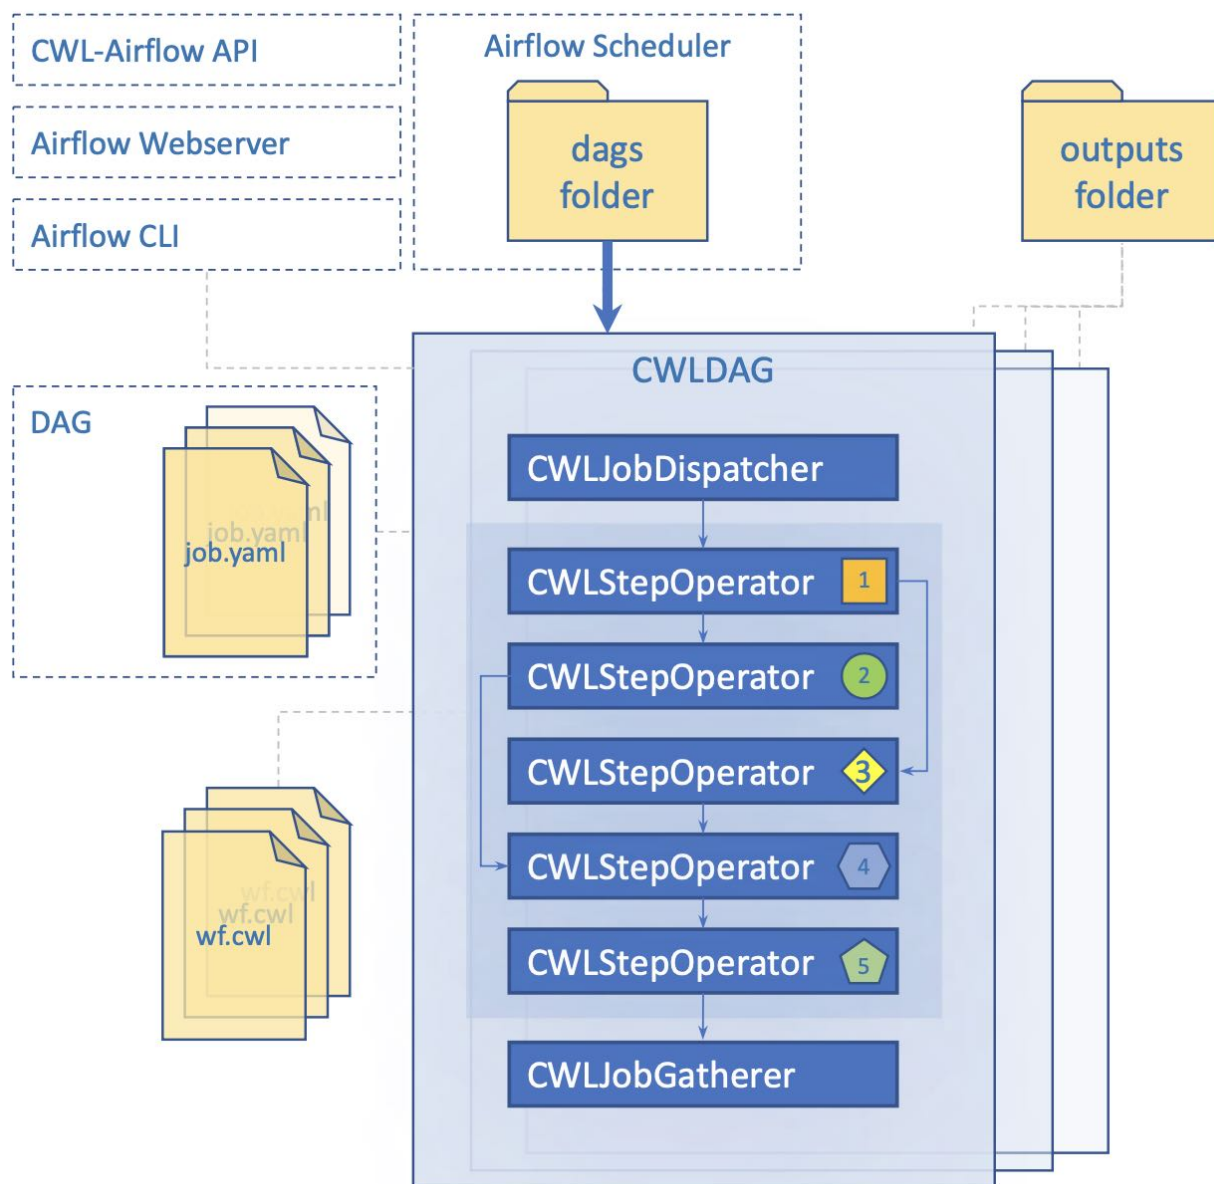 CWL-Airflow API
Airflow Webserver
Airflow CLI
Airflow Scheduler
dags
folder
outputs
folder
DAG
job.yaml
job.yaml
CWLDAG
CWLJobDispatcher
CWLStepOperator 1
CWLStepOperator 2
CWLStepOperator 3
CWLStepOperator 4
CWLStepOperator 5
CWLJobGatherer
wf.cwl
wf.cwl
wf.cwl